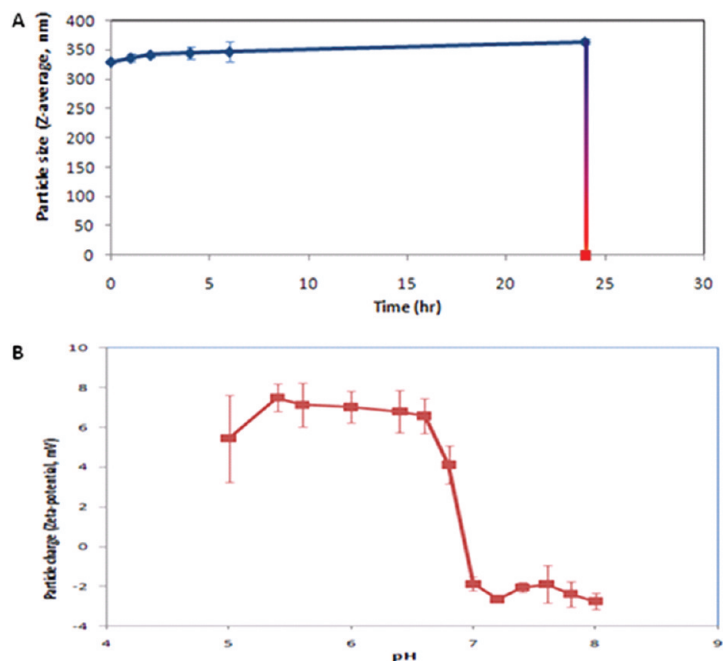 A
400
350
300
250
200
150
100
50
0
Particle size (Z-average, nm)
0 5 10 15 20 25 30
Time (hr)
B
10
8
6
4
2
0
-2
-4
Particle charge (Zeta-potential, mV)
4 5 6 7 8 9
pH